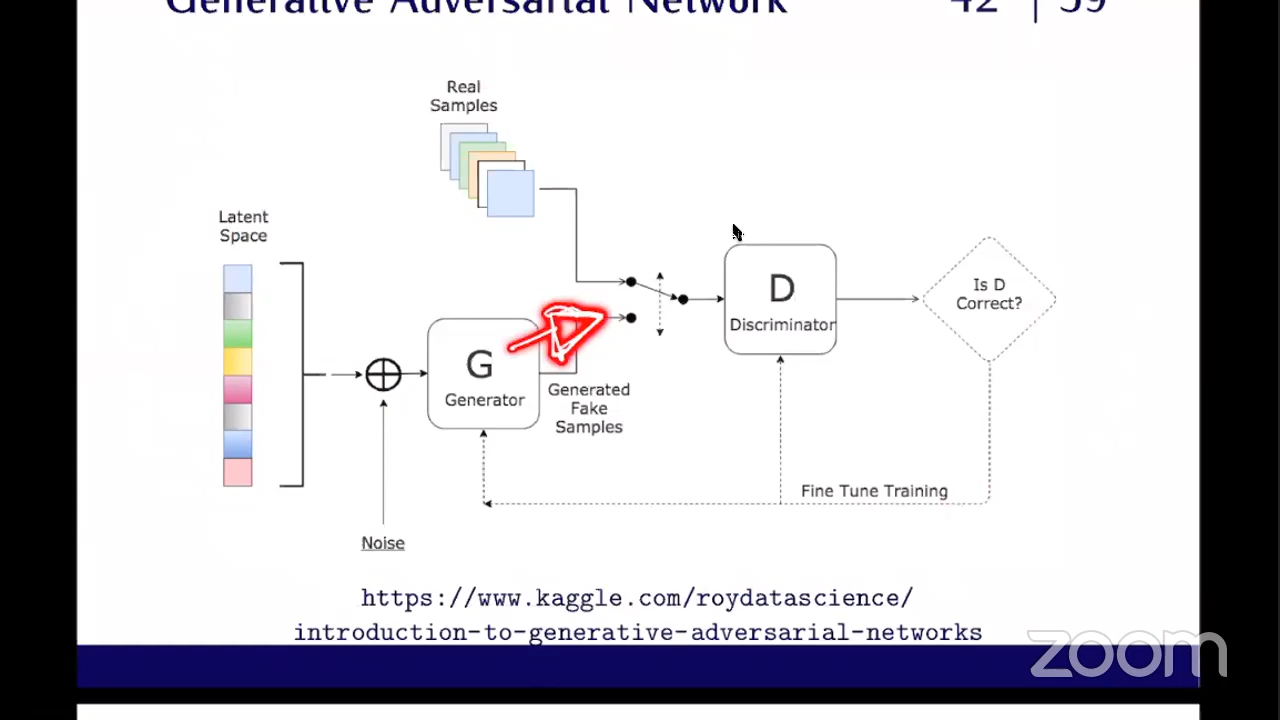 Generative Adversarial Network 42 | 59
Real
Samples
Latent
Space
D
Discriminator
Is D
Correct?
G
Generator
Generated
Fake
Samples
Fine Tune Training
Noise
https://www.kaggle.com/roydatascience/
introduction-to-generative-adversarial-networks
zoom